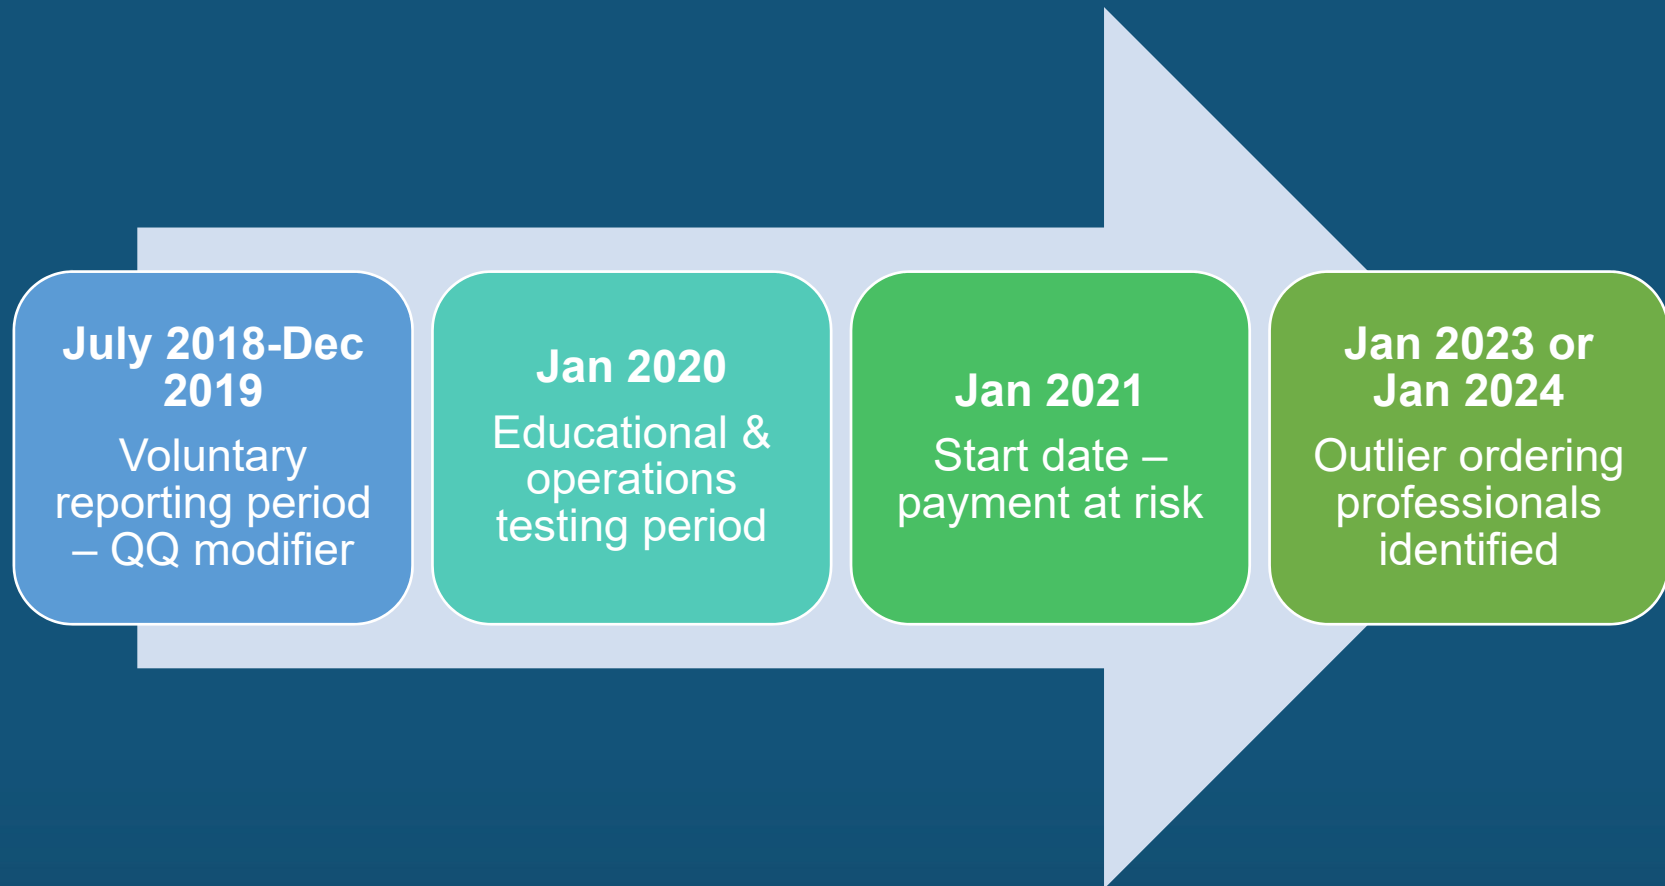 July 2018-Dec
2019
Voluntary
reporting period
– QQ modifier
Jan 2020
Educational &
operations
testing period
Jan 2021
Start date –
payment at risk
Jan 2023 or
Jan 2024
Outlier ordering
professionals
identified